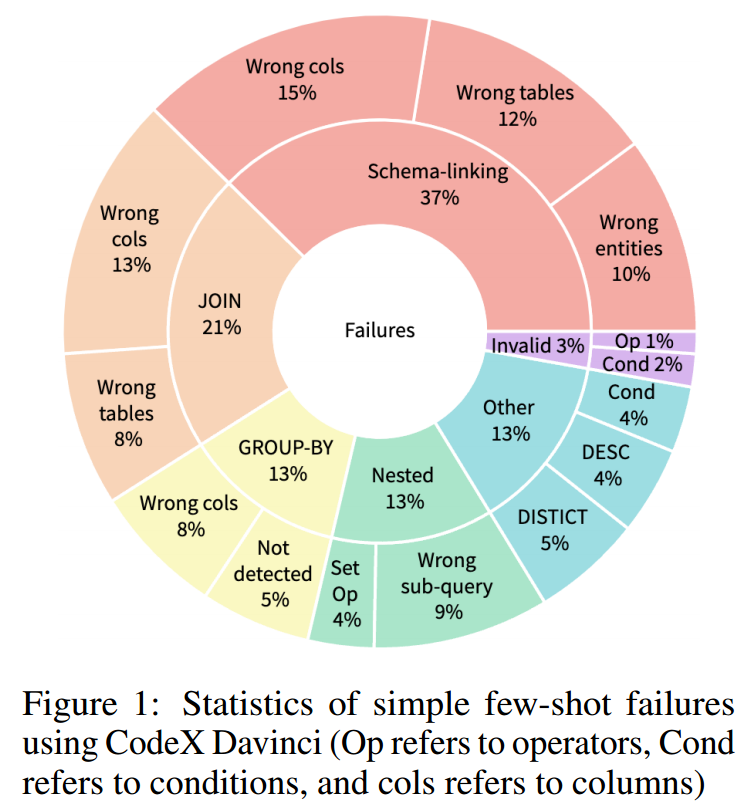 Wrong cols
15%
Wrong tables
12%
Schema-linking
37%
Wrong
entities
10%
Wrong
cols
13%
JOIN
21%
Failures
Invalid 3%
Op 1%
Cond 2%
Wrong
tables
8%
Other
13%
Cond
4%
GROUP-BY
13%
Nested
13%
DESC
4%
Wrong cols
8%
DISTICT
5%
Not
detected
5%
Set
Op
4%
Wrong
sub-query
9%
Figure 1: Statistics of simple few-shot failures
using CodeX Davinci (Op refers to operators, Cond
refers to conditions, and cols refers to columns)